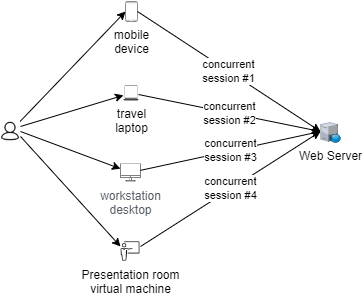 mobile
device
concurrent
session #1
travel
laptop
concurrent
session #2
concurrent
session #3
Web Server
workstation
desktop
concurrent
session #4
Presentation room
virtual machine